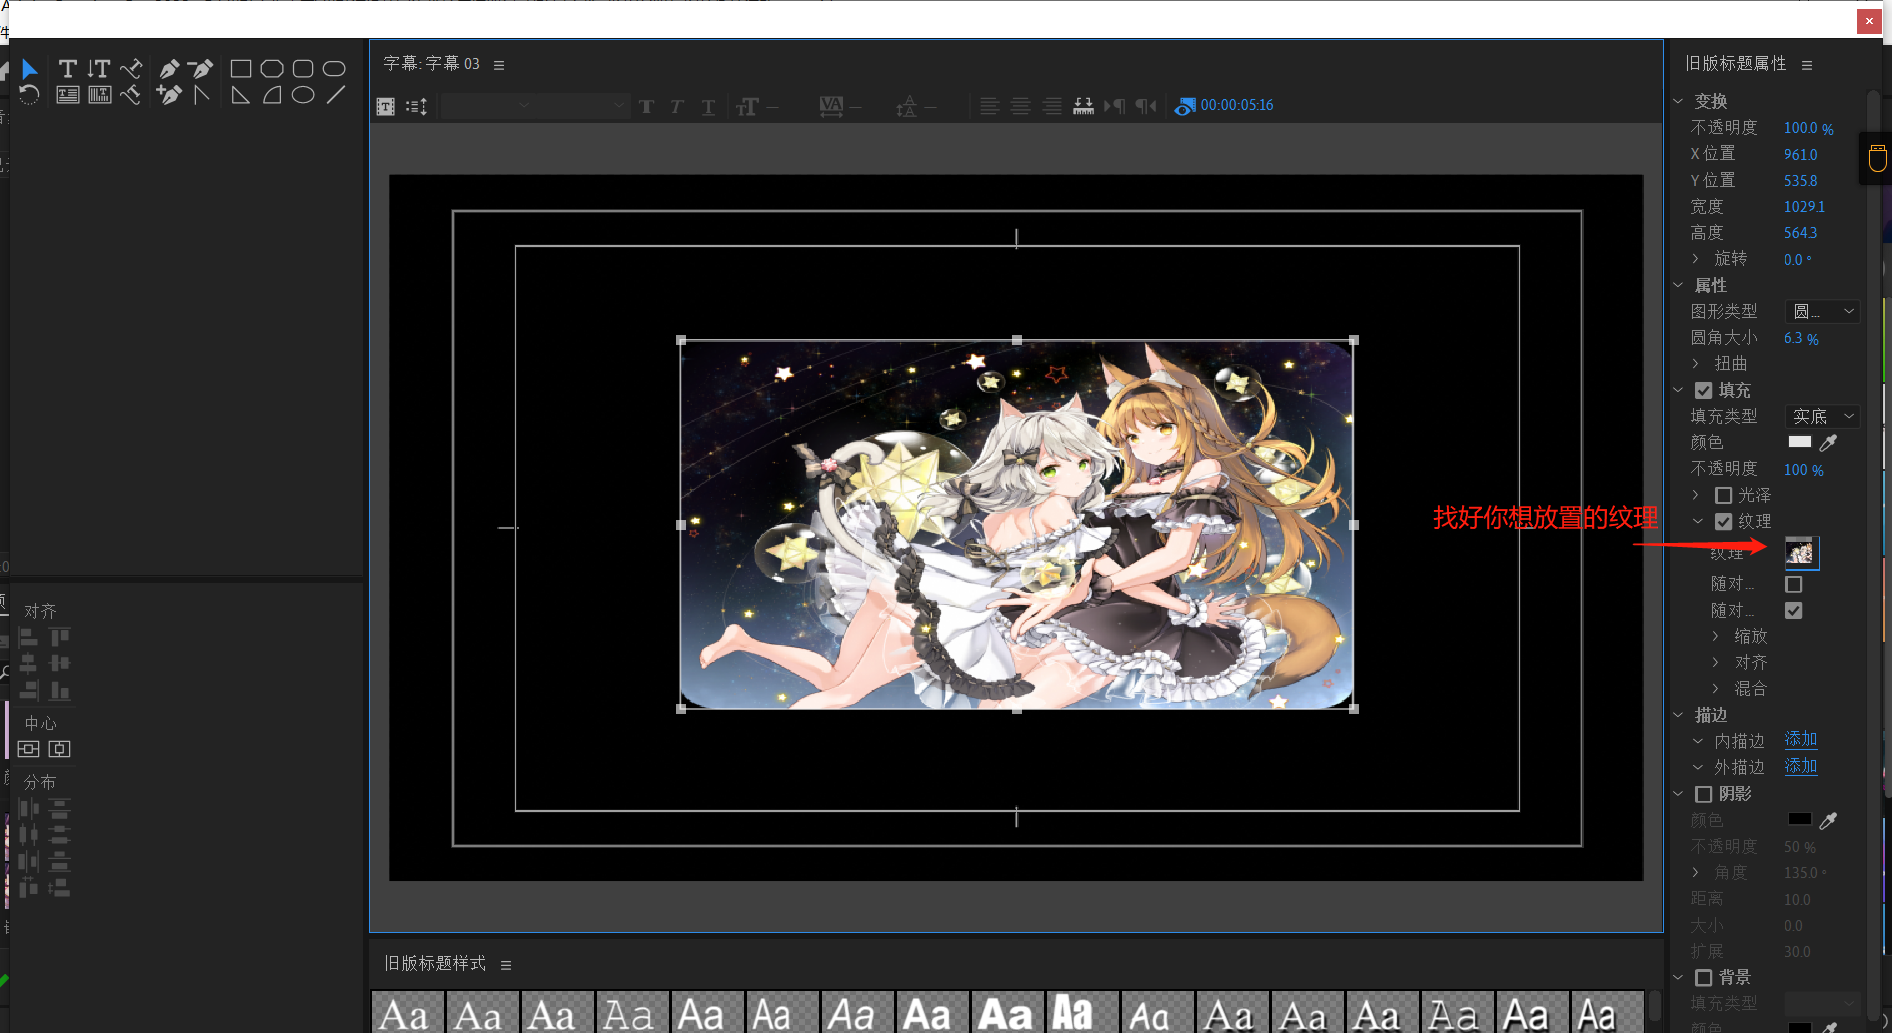 字幕: 字幕 03
00:00:05:16
对齐
中心
分布
找好你想放置的纹理
旧版标题样式
Aa Aa Aa Aa Aa Aa Aa Aa Aa Aa Aa Aa Aa Aa Aa Aa Aa
旧版标题属性
变换
不透明度 100.0 %
X 位置 961.0
Y 位置 535.8
宽度 1029.1
高度 564.3
旋转 0.0 °
属性
图形类型 圆...
圆角大小 6.3 %
扭曲
填充
填充类型 实底
颜色
不透明度 100 %
光泽
纹理
纹理
随对...
随对...
缩放
对齐
混合
描边
内描边 添加
外描边 添加
阴影
颜色
不透明度 50 %
角度 135.0 °
距离 10.0
大小 0.0
扩展 30.0
背景
填充类型
颜色